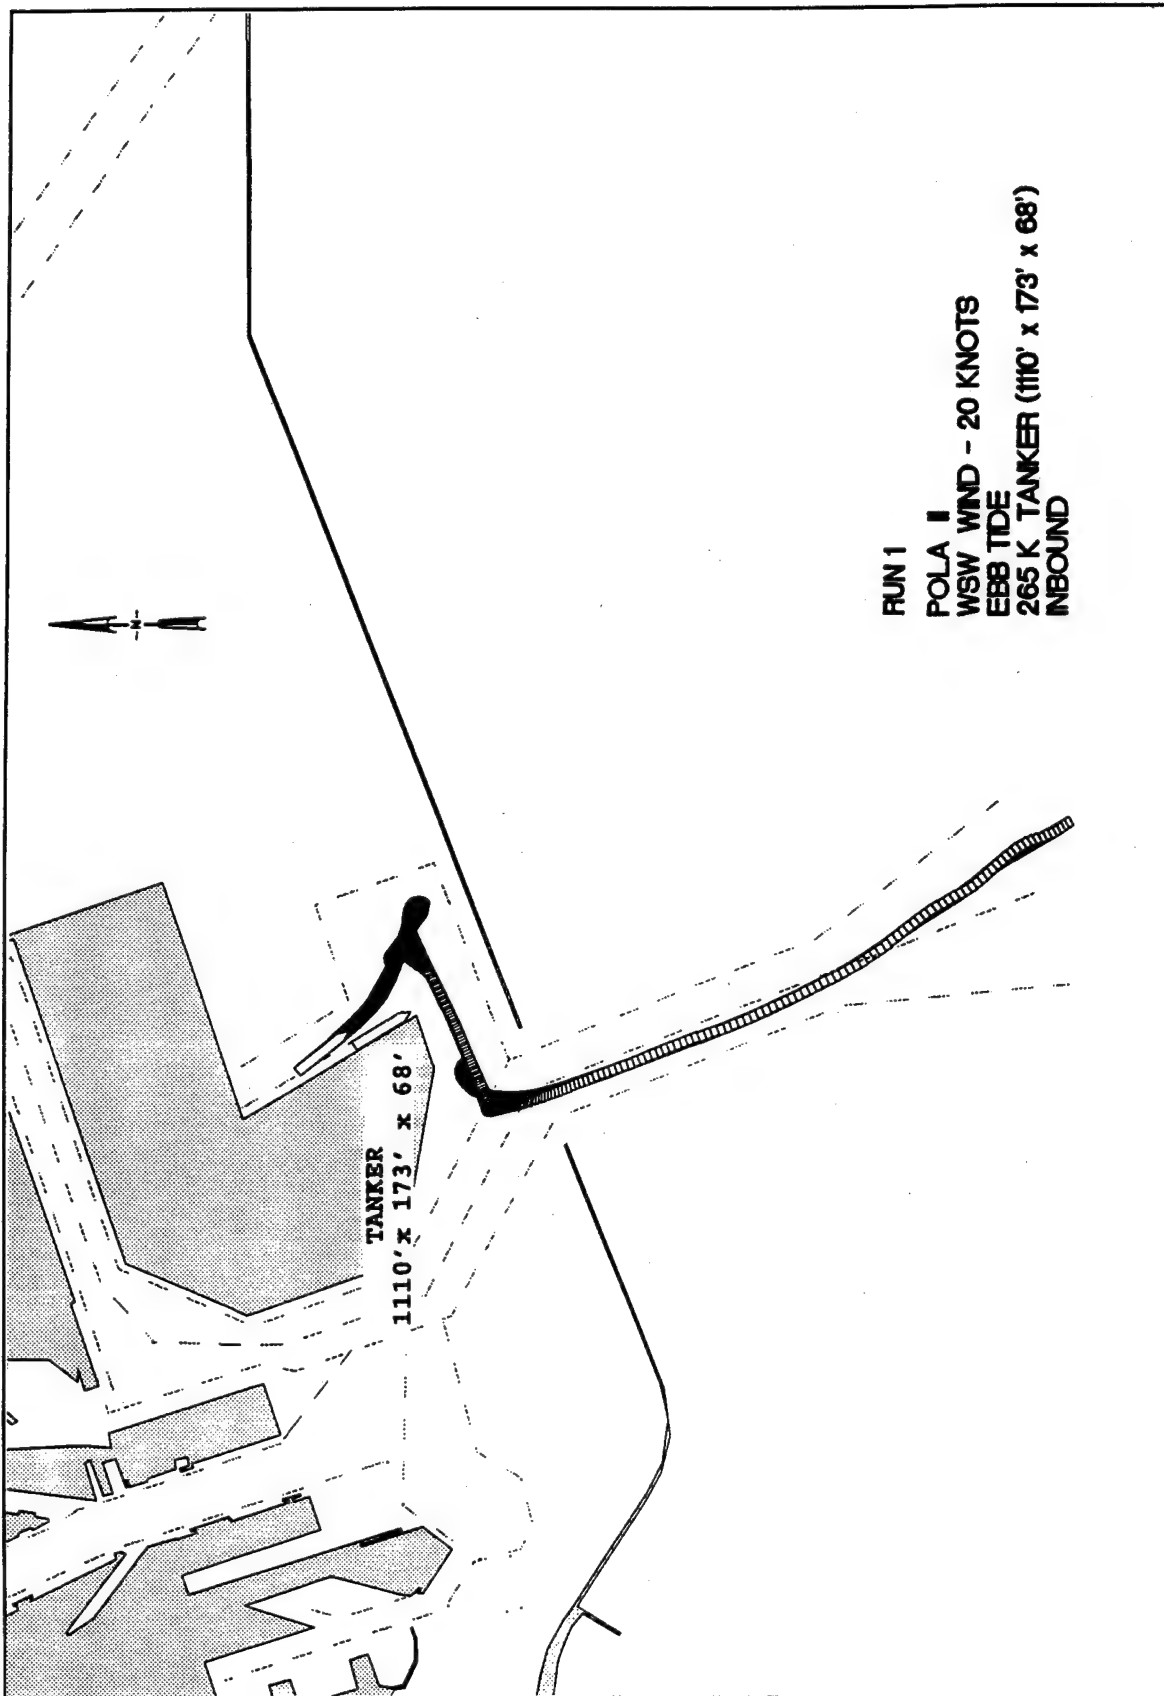 -N-
TANKER
1110'x 173' x 68'
RUN 1
POLA II
WSW WIND - 20 KNOTS
EBB TIDE
265 K TANKER (1110' x 173' x 68')
INBOUND